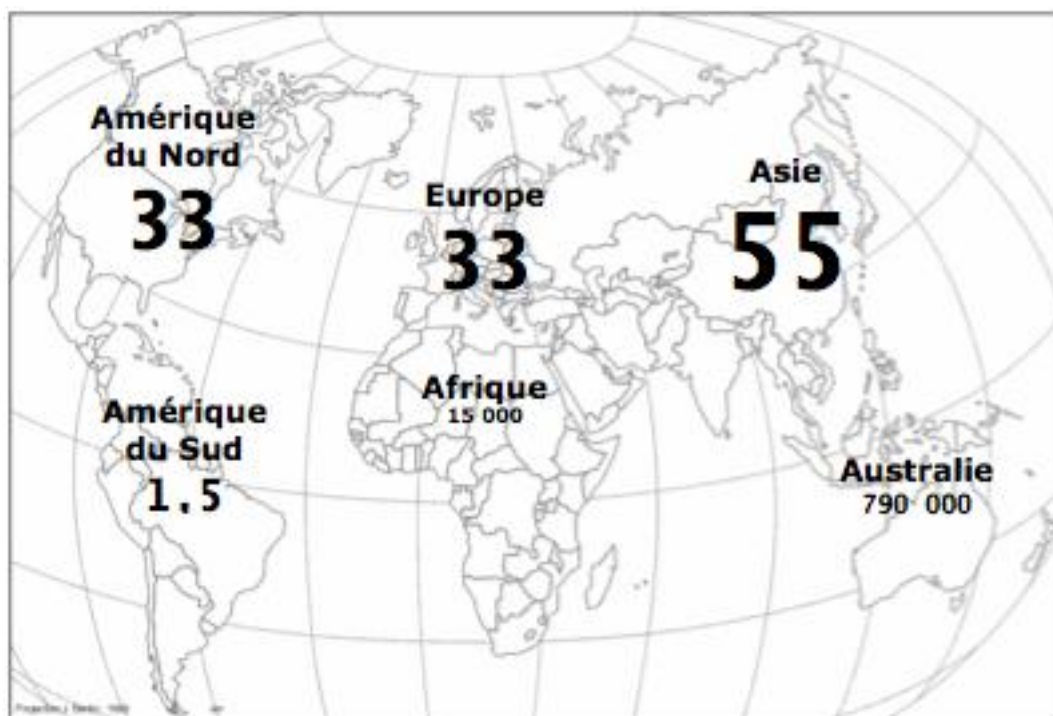 Amérique
du Nord
33
Europe
33
Asie
55
Afrique
15 000
Amérique
du Sud
1,5
Australie
790 000